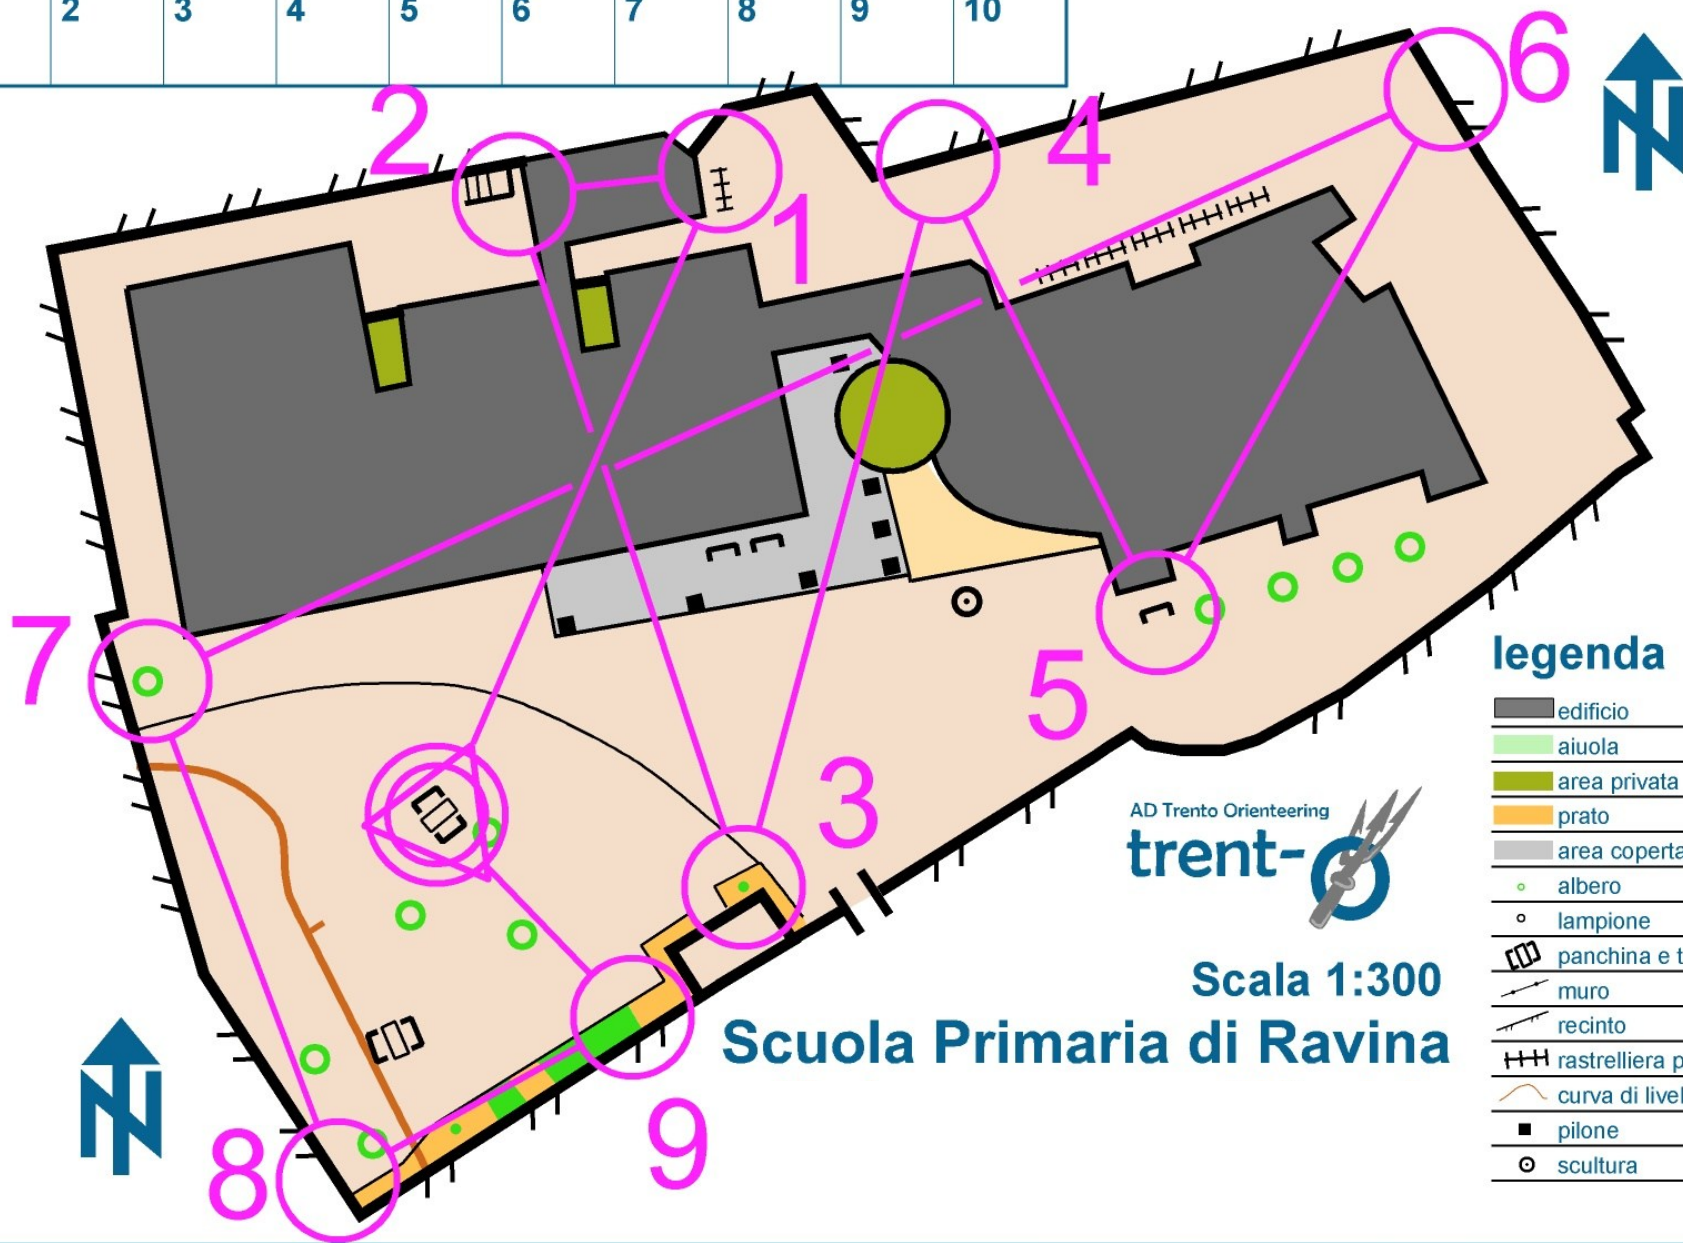 2 3 4 5 6 7 8 9 10
6
2
4
1
7
5
3
8
9
N
N
legenda
edificio
aiuola
area privata
prato
area coperta
albero
lampione
panchina e t
muro
recinto
rastrelliera p
curva di livel
pilone
scultura
AD Trento Orienteering
trent-O
Scala 1:300
Scuola Primaria di Ravina